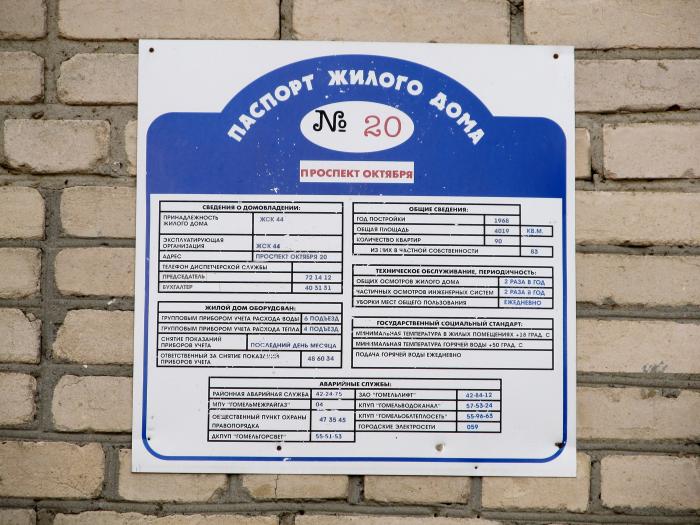 ПАСПОРТ ЖИЛОГО ДОМА
№ 20
ПРОСПЕКТ ОКТЯБРЯ
СВЕДЕНИЯ О ДОМОВЛАДЕНИИ:
ПРИНАДЛЕЖНОСТЬ ЖСК 44
ЖИЛОГО ДОМА
ЭКСПЛУАТИРУЮЩАЯ
ОРГАНИЗАЦИЯ ЖСК 44
АДРЕС ПРОСПЕКТ ОКТЯБРЯ 20
ТЕЛЕФОН ДИСПЕТЧЕРСКОЙ СЛУЖБЫ
ПРЕДСЕДАТЕЛЬ 72 14 12
БУХГАЛТЕР 40 51 31
ОБЩИЕ СВЕДЕНИЯ:
ГОД ПОСТРОЙКИ 1968
ОБЩАЯ ПЛОЩАДЬ 4019 КВ.М.
КОЛИЧЕСТВО КВАРТИР 90
ИЗ НИХ В ЧАСТНОЙ СОБСТВЕННОСТИ 83
ТЕХНИЧЕСКОЕ ОБСЛУЖИВАНИЕ, ПЕРИОДИЧНОСТЬ:
ОБЩИХ ОСМОТРОВ ЖИЛОГО ДОМА 2 РАЗА В ГОД
ЧАСТИЧНЫХ ОСМОТРОВ ИНЖЕНЕРНЫХ СИСТЕМ 2 РАЗА В ГОД
УБОРКИ МЕСТ ОБЩЕГО ПОЛЬЗОВАНИЯ ЕЖЕДНЕВНО
ЖИЛОЙ ДОМ ОБОРУДОВАН:
ГРУППОВЫМ ПРИБОРОМ УЧЕТА РАСХОДА ВОДЫ 6 ПОДЪЕЗД
ГРУППОВЫМ ПРИБОРОМ УЧЕТА РАСХОДА ТЕПЛА 4 ПОДЪЕЗД
СНЯТИЕ ПОКАЗАНИЙ
ПРИБОРОВ УЧЕТА ПОСЛЕДНИЙ ДЕНЬ МЕСЯЦА
ОТВЕТСТВЕННЫЙ ЗА СНЯТИЕ ПОКАЗАНИЙ 48 60 34
ПРИБОРОВ УЧЕТА
ГОСУДАРСТВЕННЫЙ СОЦИАЛЬНЫЙ СТАНДАРТ:
МИНИМАЛЬНАЯ ТЕМПЕРАТУРА В ЖИЛЫХ ПОМЕЩЕНИЯХ +18 ГРАД. С
МИНИМАЛЬНАЯ ТЕМПЕРАТУРА ГОРЯЧЕЙ ВОДЫ +50 ГРАД. С
ПОДАЧА ГОРЯЧЕЙ ВОДЫ ЕЖЕДНЕВНО
АВАРИЙНЫЕ СЛУЖБЫ:
РАЙОННАЯ АВАРИЙНАЯ СЛУЖБА 42-24-75
МПУ "ГОМЕЛЬМЕЖРАЙГАЗ" 04
ОБЩЕСТВЕННЫЙ ПУНКТ ОХРАНЫ 47 35 45
ПРАВОПОРЯДКА
ДКПУП "ГОМЕЛЬГОРСВЕТ" 55-51-53
ЗАО "ГОМЕЛЬЛИФТ" 42-84-12
КПУП "ГОМЕЛЬВОДОКАНАЛ" 57-53-24
КПУП "ГОМЕЛЬОБЛТЕПЛОСЕТЬ" 55-96-63
ГОРОДСКИЕ ЭЛЕКТРОСЕТИ 059